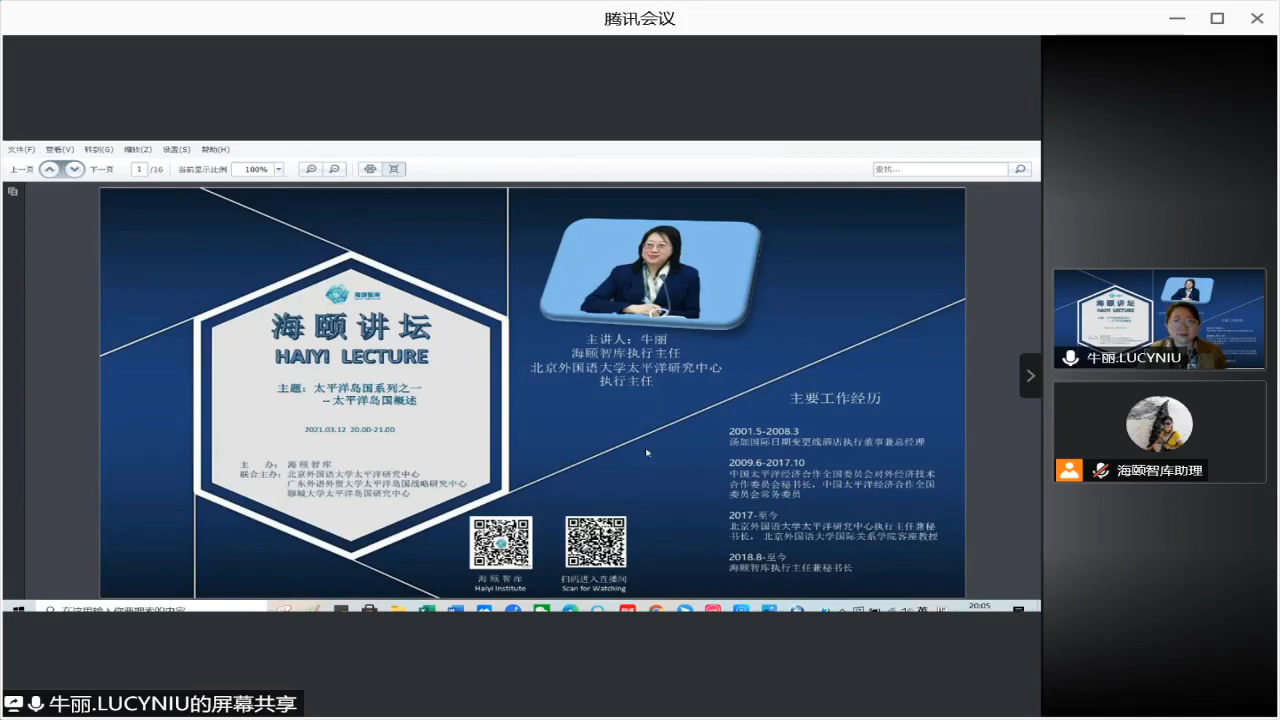 腾讯会议
文件(F) 查看(V) 转到(G) 缩放(Z) 设置(S) 帮助(H)
上一页 下一页 1 /16 当前显示比例 100% 查找...
海颐智库
海颐讲坛
HAIYI LECTURE
主题：太平洋岛国系列之一
--太平洋岛国概述
2021.03.12 20.00-21.00
主 办：海颐智库
联合主办：北京外国语大学太平洋研究中心
广东外语外贸大学太平洋岛国战略研究中心
聊城大学太平洋岛国研究中心
主讲人：牛丽
海颐智库执行主任
北京外国语大学太平洋研究中心
执行主任
主要工作经历
2001.5-2008.3
汤加国际日期变更线酒店执行董事兼总经理
2009.6-2017.10
中国太平洋经济合作全国委员会对外经济技术
合作委员会秘书长，中国太平洋经济合作全国
委员会常务委员
2017-至今
北京外国语大学太平洋研究中心执行主任兼秘
书长， 北京外国语大学国际关系学院客座教授
2018.8-至今
海颐智库执行主任兼秘书长
海颐智库
Haiyi Institute
扫码进入直播间
Scan for Watching
在这里输入你要搜索的内容
英
20:05
牛丽.LUCYNIU
海颐智库助理
牛丽.LUCYNIU的屏幕共享